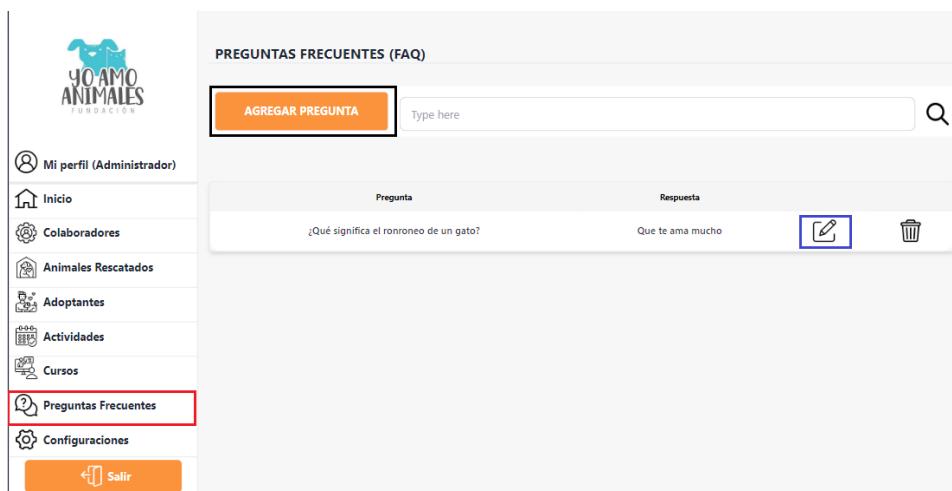 YO AMO
ANIMALES
FUNDACIÓN
Mi perfil (Administrador)
Inicio
Colaboradores
Animales Rescatados
Adoptantes
Actividades
Cursos
Preguntas Frecuentes
Configuraciones
Salir
PREGUNTAS FRECUENTES (FAQ)
AGREGAR PREGUNTA
Type here
Pregunta Respuesta
¿Qué significa el ronroneo de un gato? Que te ama mucho